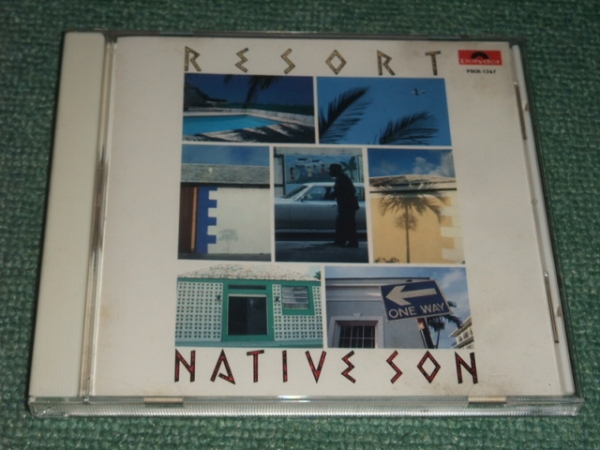 RESORT
Polydor
ONE WAY
NATIVE SON